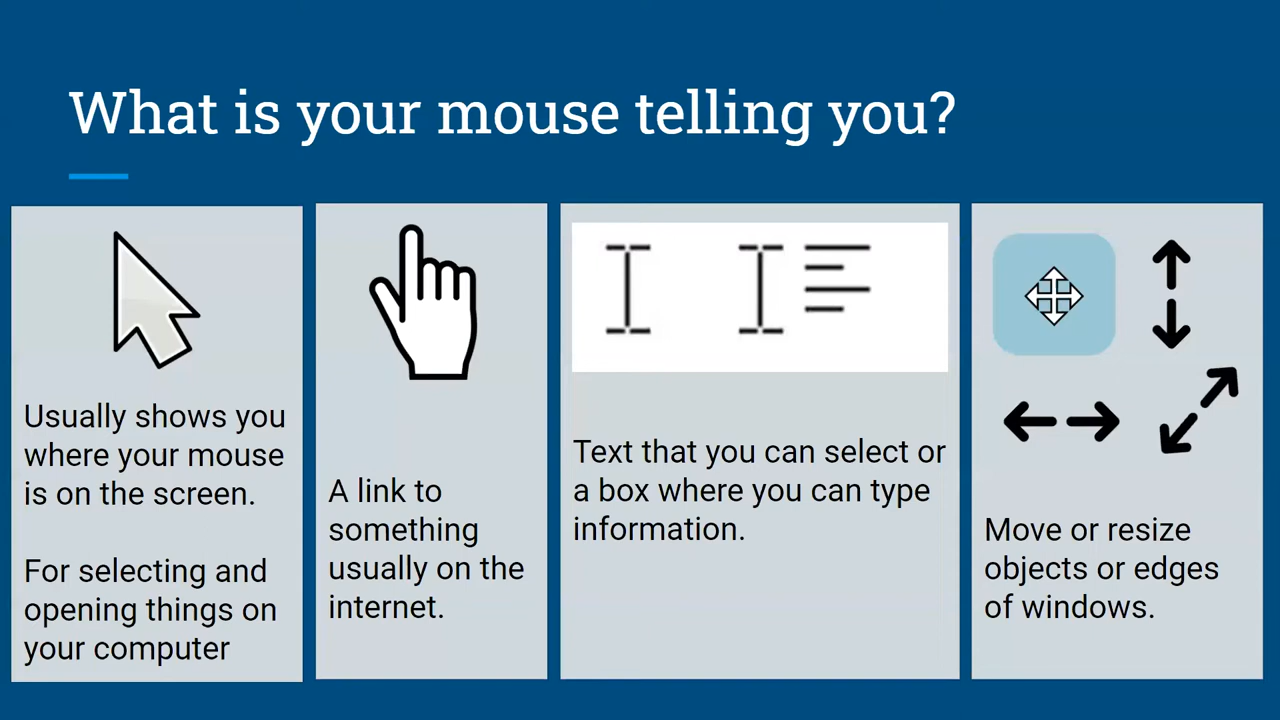 What is your mouse telling you?
Usually shows you
where your mouse
is on the screen.
For selecting and
opening things on
your computer
A link to
something
usually on the
internet.
Text that you can select or
a box where you can type
information.
Move or resize
objects or edges
of windows.